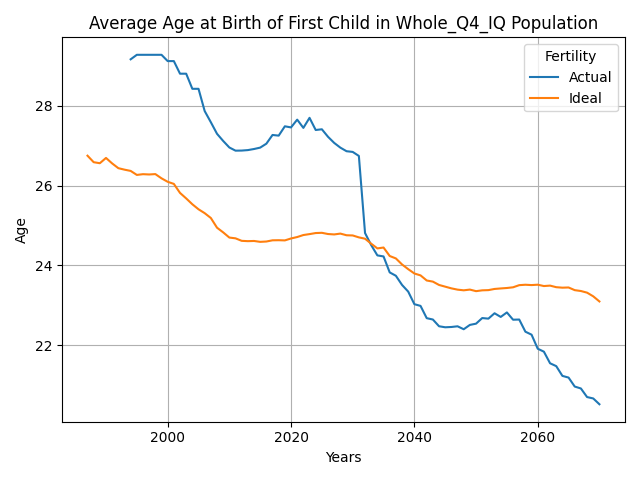 Average Age at Birth of First Child in Whole_Q4_IQ Population
Fertility
Actual
Ideal
28
26
24
22
Age
2000
2020
2040
2060
Years